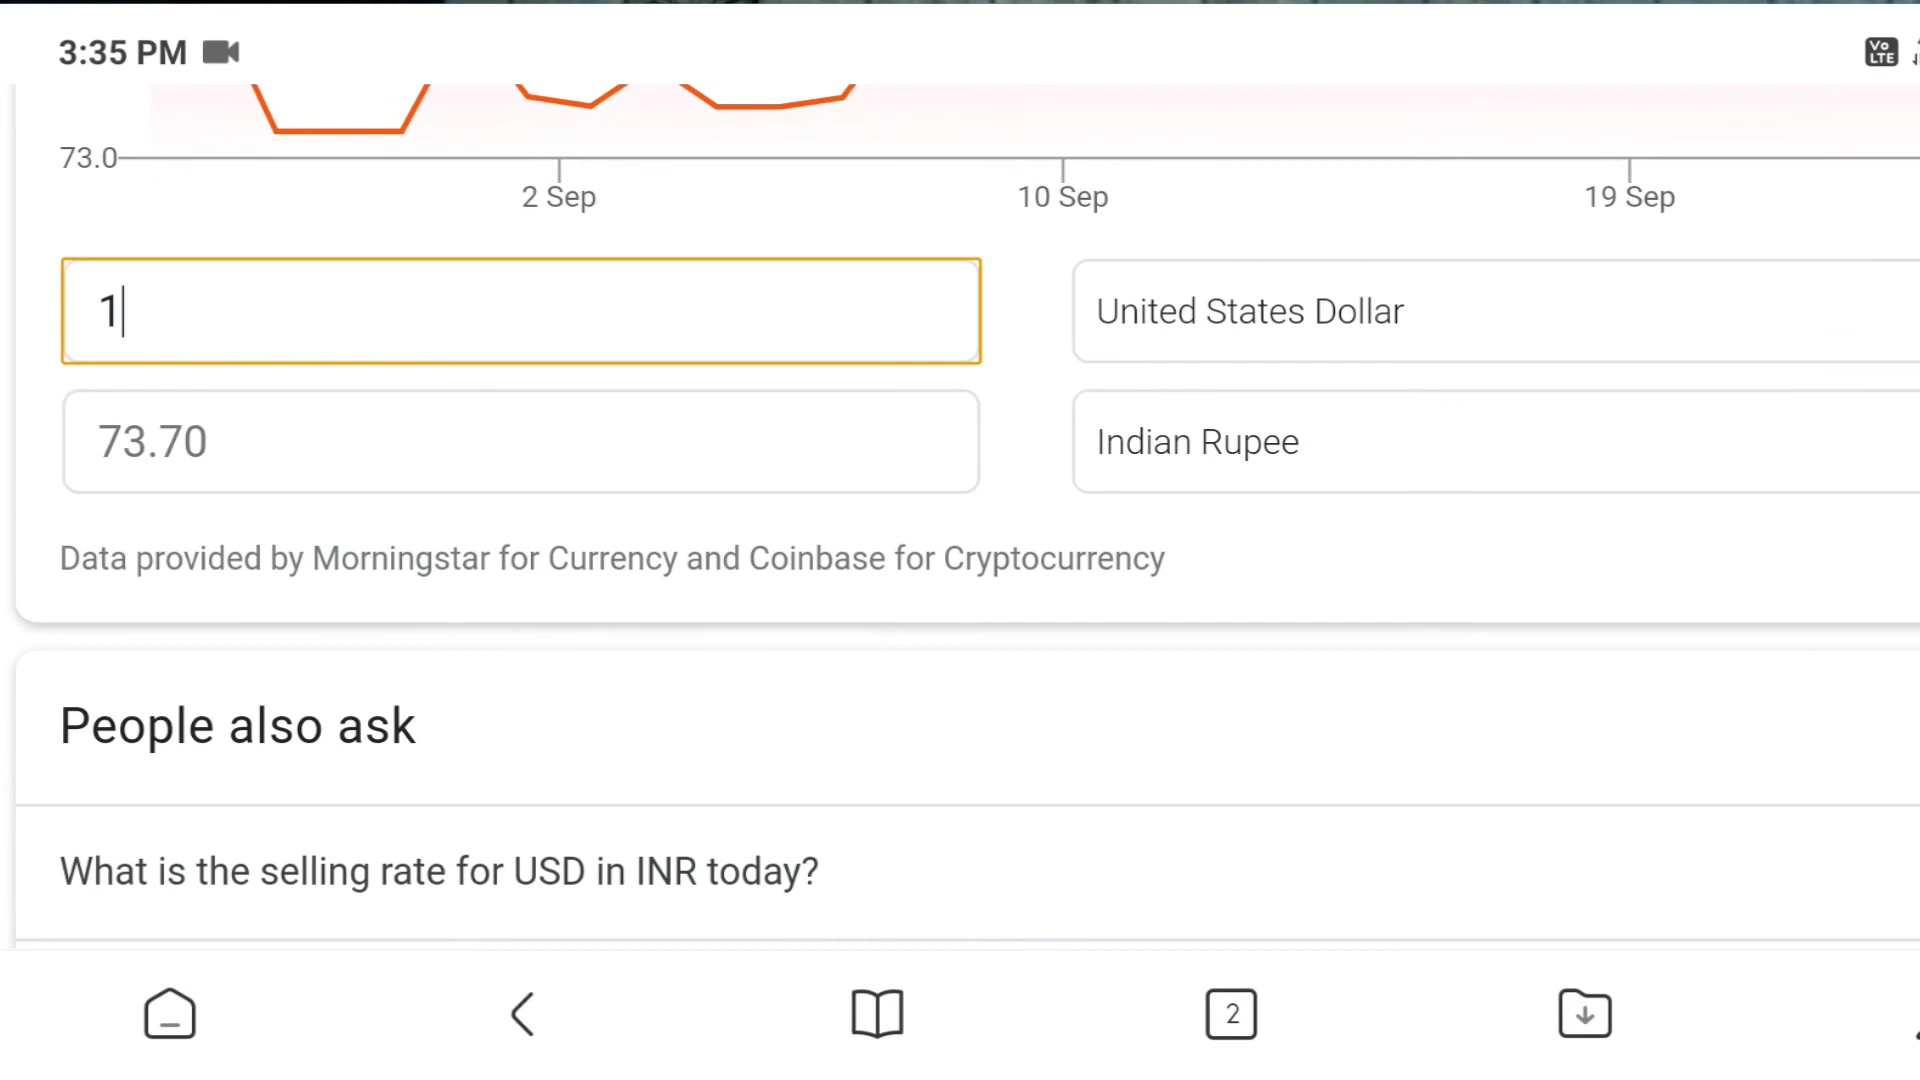 3:35 PM
Vo
LTE
73.0
2 Sep
10 Sep
19 Sep
1
United States Dollar
73.70
Indian Rupee
Data provided by Morningstar for Currency and Coinbase for Cryptocurrency
People also ask
What is the selling rate for USD in INR today?
2